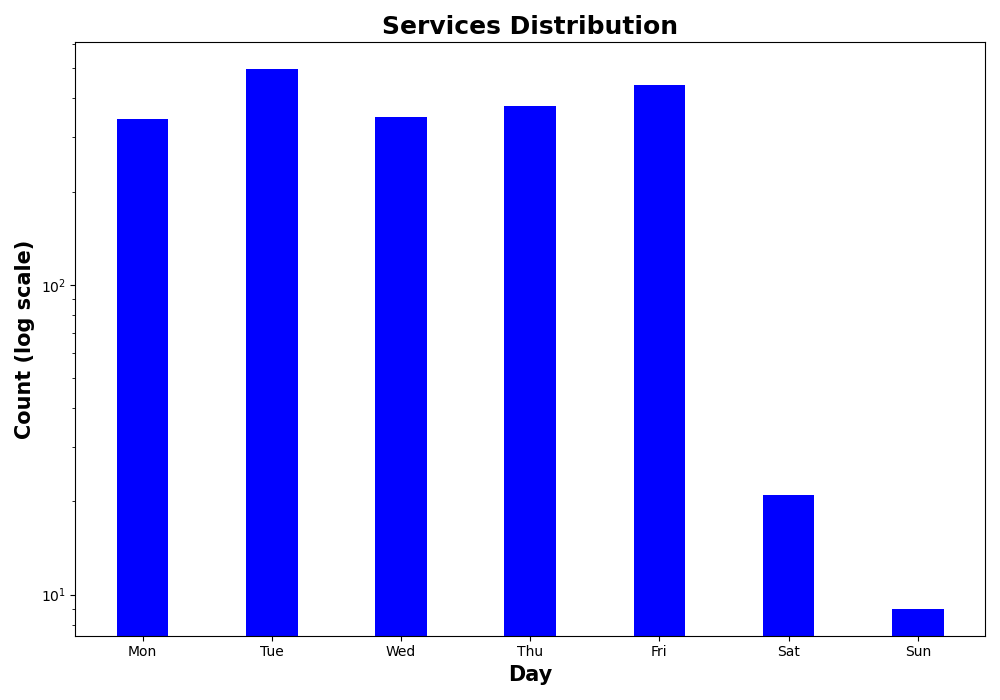 Services Distribution
Count (log scale)
10²
10¹
Mon Tue Wed Thu Fri Sat Sun
Day